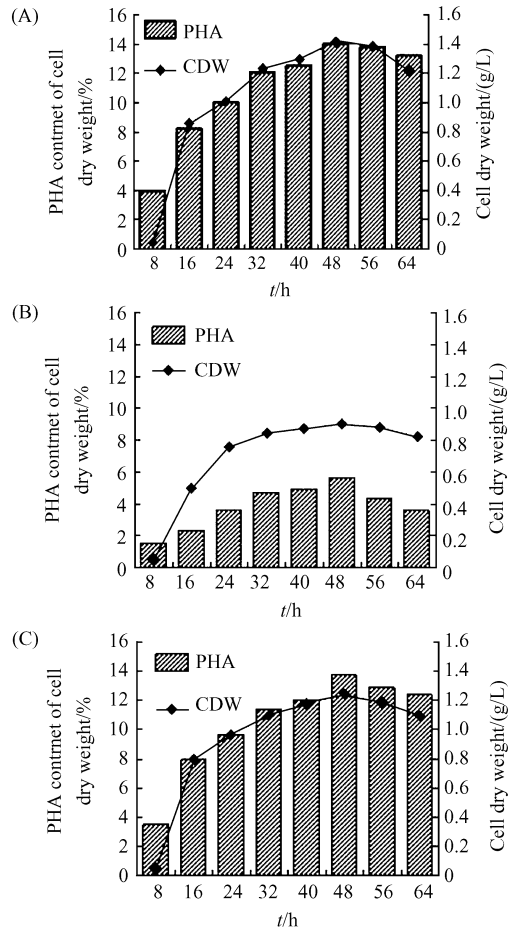 (A)
PHA contrnet of cell
dry weight/%
16
14
12
10
8
6
4
2
0
PHA
CDW
1.6
1.4
1.2
1.0
0.8
0.6
0.4
0.2
0
Cell dry weight/(g/L)
8 16 24 32 40 48 56 64
t/h
(B)
PHA contrnet of cell
dry weight/%
16
14
12
10
8
6
4
2
0
PHA
CDW
1.6
1.4
1.2
1.0
0.8
0.6
0.4
0.2
0
Cell dry weight/(g/L)
8 16 24 32 40 48 56 64
t/h
(C)
PHA contrnet of cell
dry weight/%
16
14
12
10
8
6
4
2
0
PHA
CDW
1.6
1.4
1.2
1.0
0.8
0.6
0.4
0.2
0
Cell dry weight/(g/L)
8 16 24 32 40 48 56 64
t/h